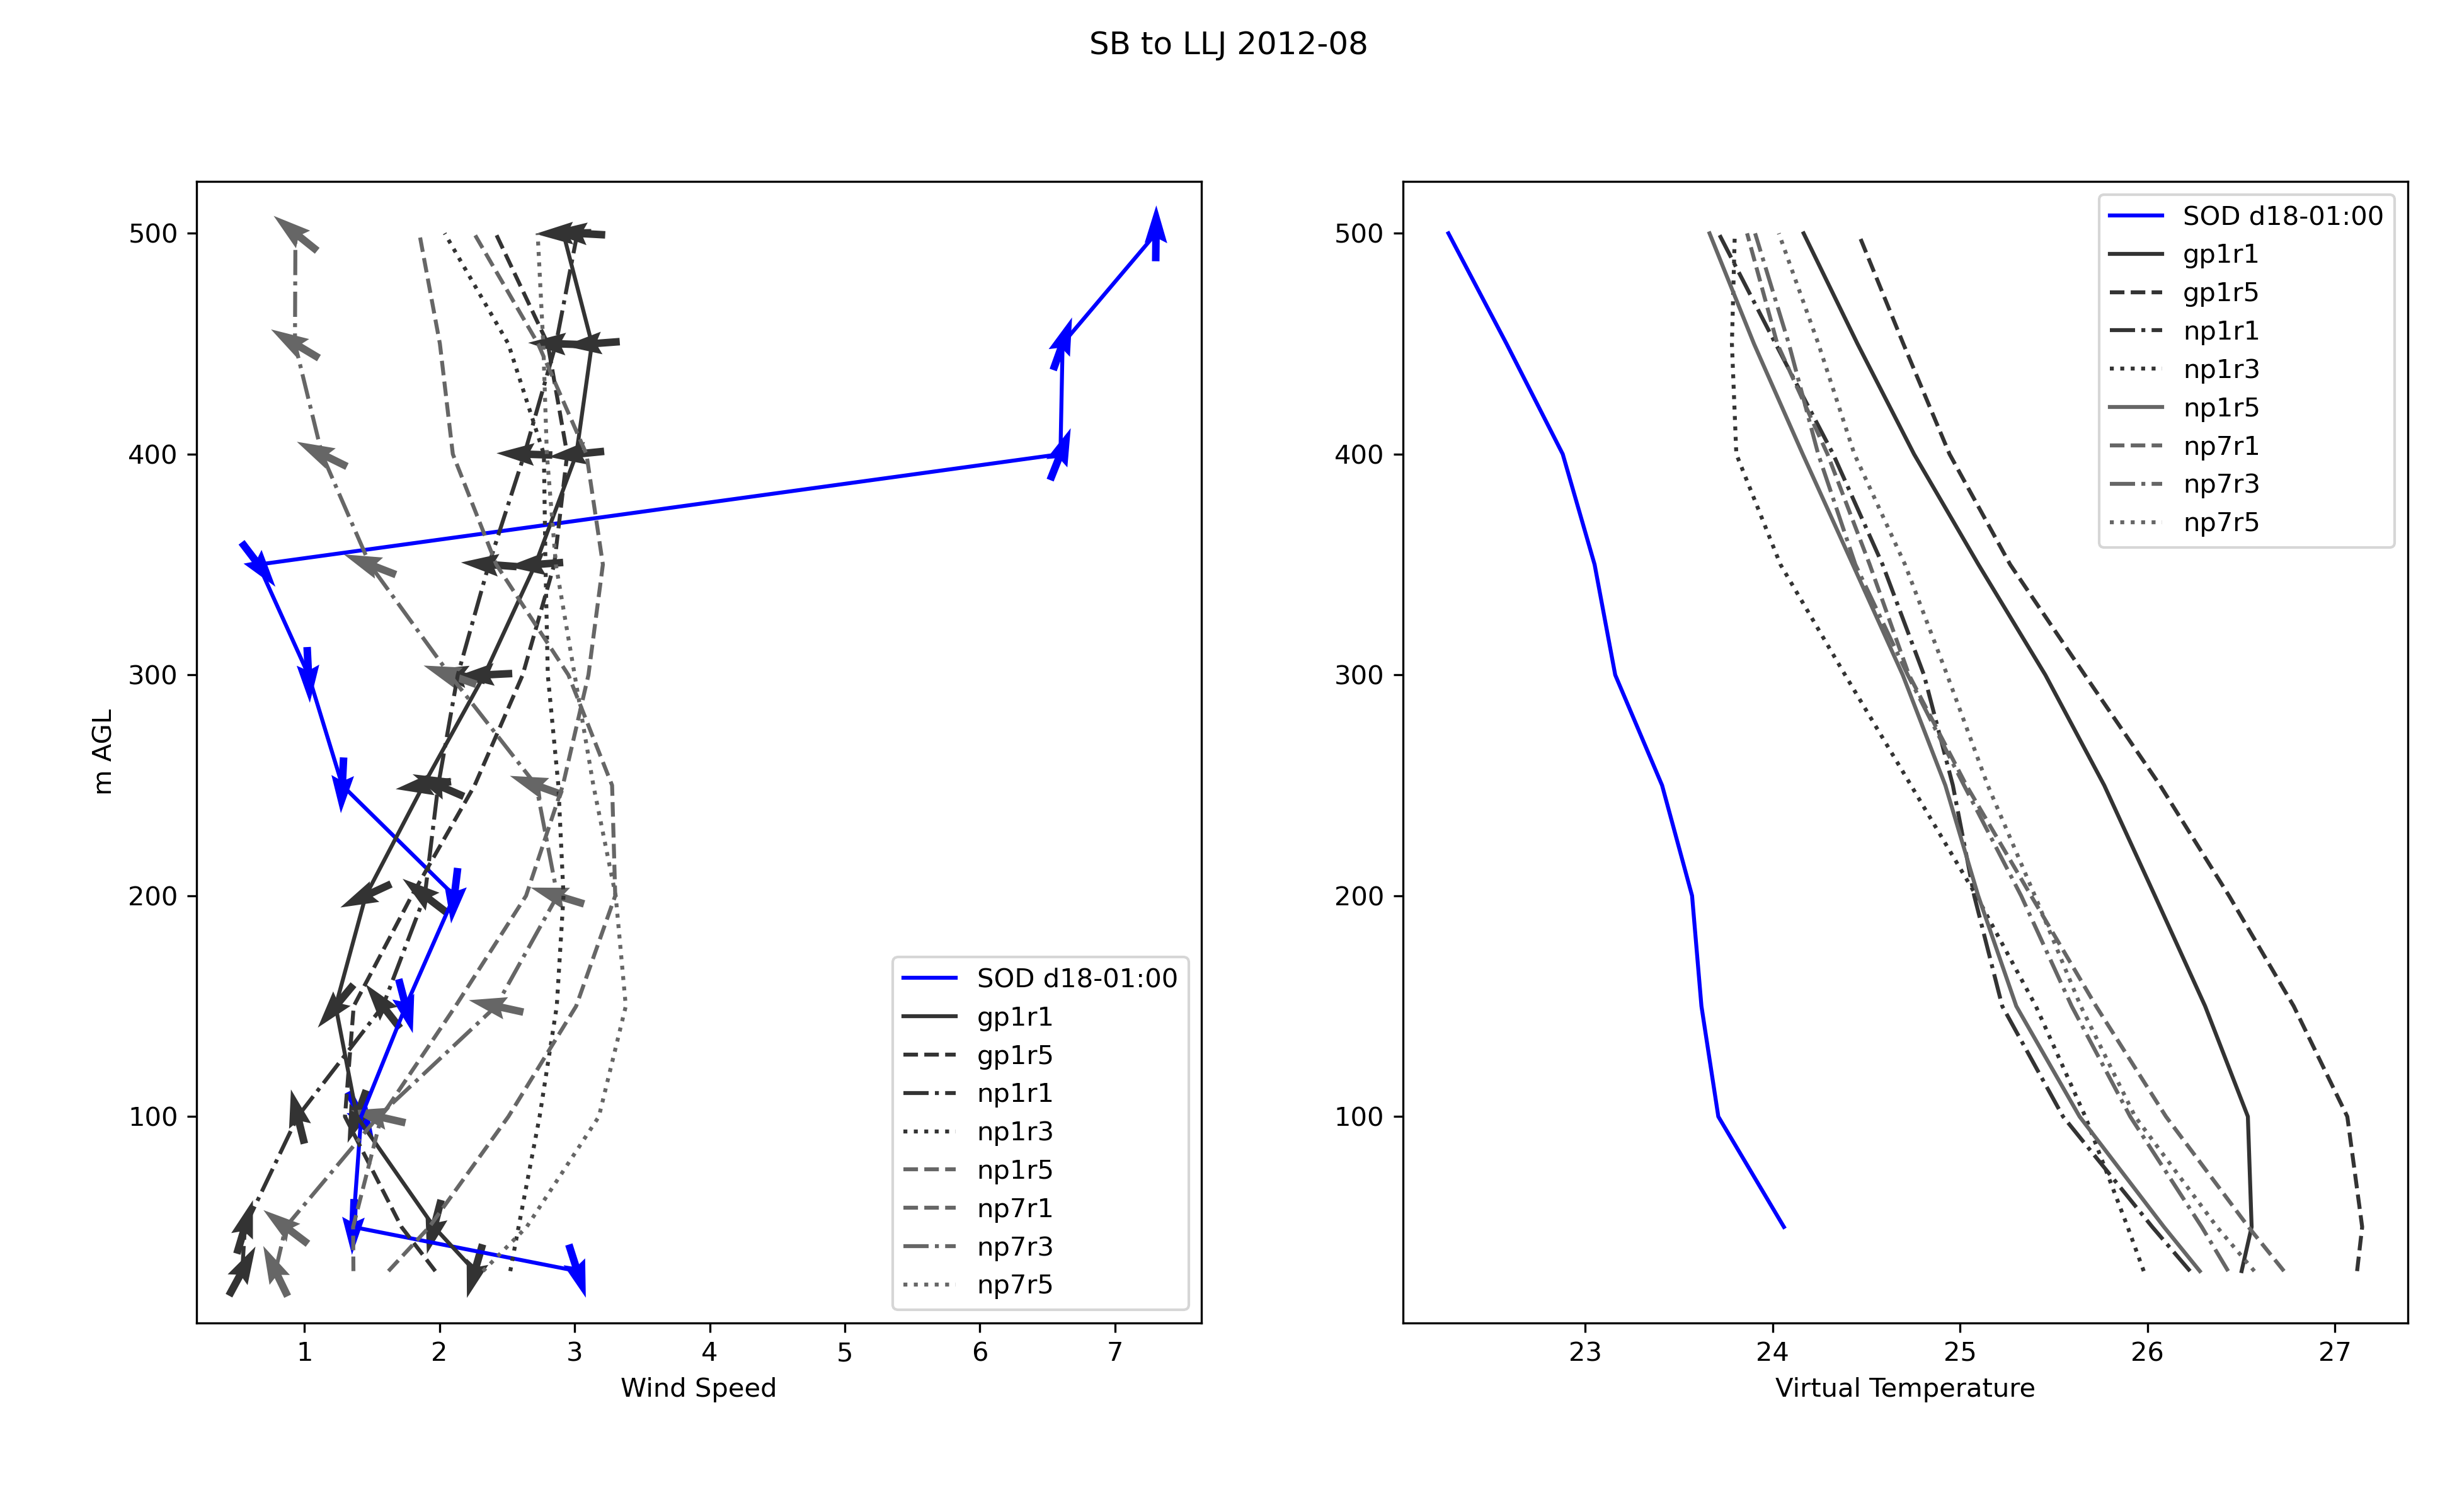 SB to LLJ 2012-08
m AGL
500
400
300
200
100
1 2 3 4 5 6 7
Wind Speed
SOD d18-01:00
gp1r1
gp1r5
np1r1
np1r3
np1r5
np7r1
np7r3
np7r5
500
400
300
200
100
23 24 25 26 27
Virtual Temperature
SOD d18-01:00
gp1r1
gp1r5
np1r1
np1r3
np1r5
np7r1
np7r3
np7r5